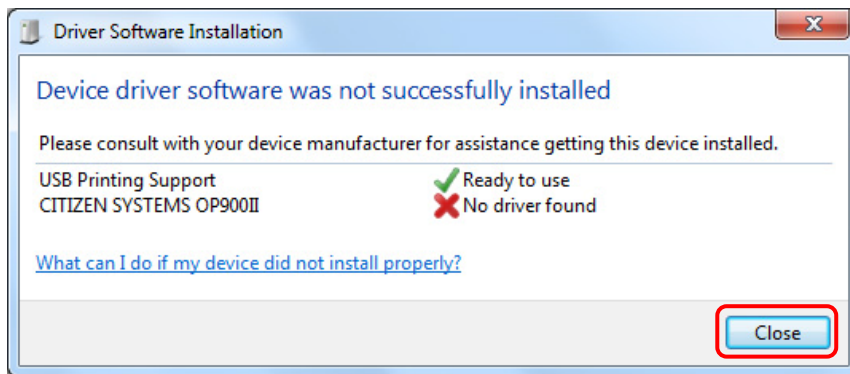 Driver Software Installation
Device driver software was not successfully installed
Please consult with your device manufacturer for assistance getting this device installed.
USB Printing Support Ready to use
CITIZEN SYSTEMS OP900II No driver found
What can I do if my device did not install properly?
Close